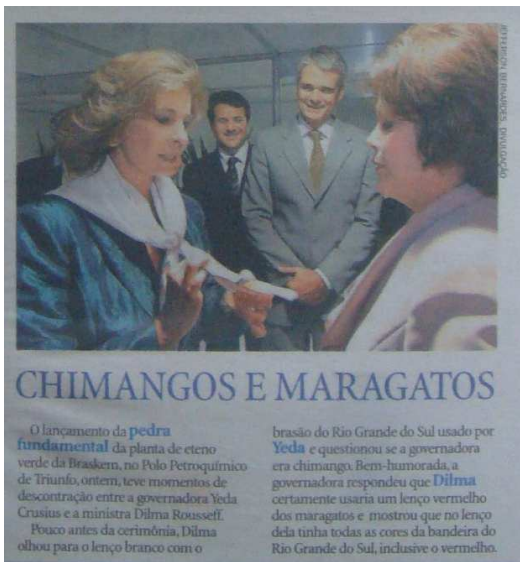 JEFFERSON BERNARDES, DIVULGAÇÃO
CHIMANGOS E MARAGATOS
O lançamento da pedra
fundamental da planta de eteno
verde da Braskem, no Polo Petroquímico
de Triunfo, ontem, teve momentos de
descontração entre a governadora Yeda
Crusius e a ministra Dilma Rousseff.
Pouco antes da cerimônia, Dilma
olhou para o lenço branco com o
brasão do Rio Grande do Sul usado por
Yeda e questionou se a governadora
era chimango. Bem-humorada, a
governadora respondeu que Dilma
certamente usaria um lenço vermelho
dos maragatos e mostrou que no lenço
dela tinha todas as cores da bandeira do
Rio Grande do Sul, inclusive o vermelho.